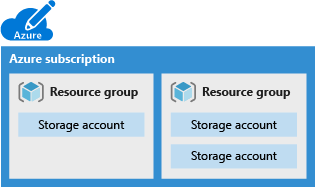 Azure
Azure subscription
Resource group
Storage account
Resource group
Storage account
Storage account